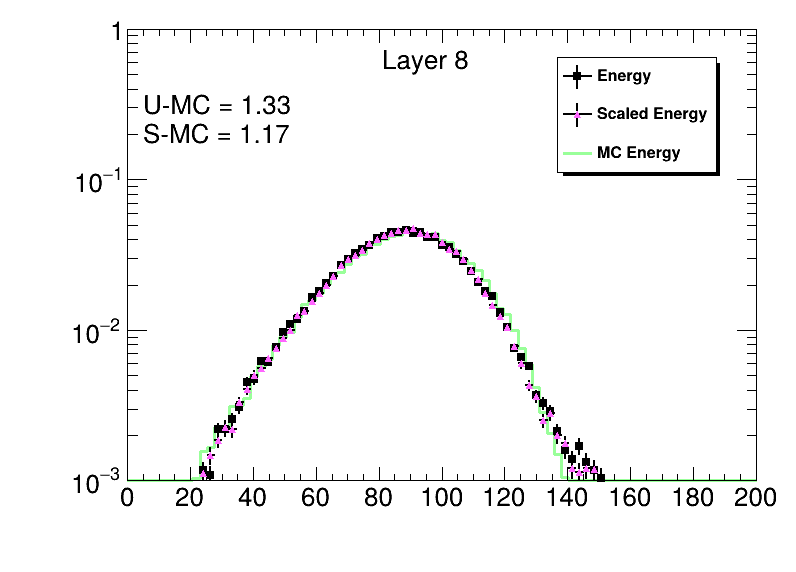 Layer 8
U-MC = 1.33
S-MC = 1.17
Energy
Scaled Energy
MC Energy
1
10⁻¹
10⁻²
10⁻³
0 20 40 60 80 100 120 140 160 180 200